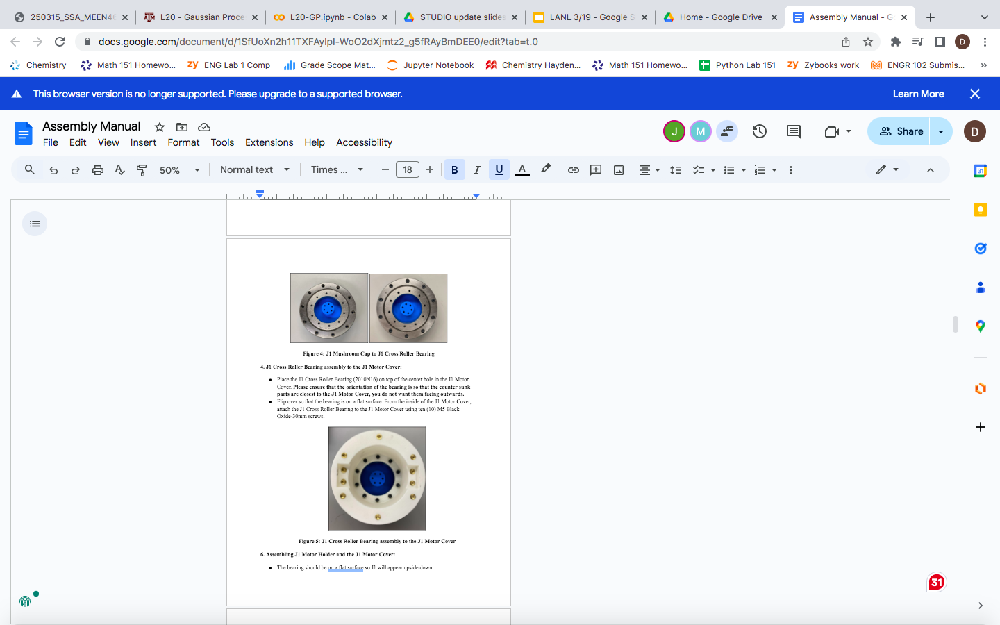 250315_SSA_MEEN46
L20 - Gaussian Proce
L20-GP.ipynb - Colab
STUDIO update slides
LANL 3/19 - Google S
Home - Google Drive
Assembly Manual - G
docs.google.com/document/d/1SfUoXn2h11TXFAylpI-WoO2dXjmtz2_g5fRAyBmDEE0/edit?tab=t.0
D
Chemistry
Math 151 Homewo...
ZY ENG Lab 1 Comp
Grade Scope Mat...
Jupyter Notebook
Chemistry Hayden...
Math 151 Homewo...
Python Lab 151
ZY Zybooks work
ENGR 102 Submis...
»
This browser version is no longer supported. Please upgrade to a supported browser.
Learn More
Assembly Manual
J
M
Share
D
File Edit View Insert Format Tools Extensions Help Accessibility
50%
Normal text
Times ...
18
B I U A
31
Figure 4: J1 Mushroom Cap to J1 Cross Roller Bearing
4. J1 Cross Roller Bearing assembly to the J1 Motor Cover:
● Place the J1 Cross Roller Bearing (2010N16) on top of the center hole in the J1 Motor
Cover. Please ensure that the orientation of the bearing is so that the counter sunk
parts are closest to the J1 Motor Cover, you do not want them facing outwards.
● Flip over so that the bearing is on a flat surface. From the inside of the J1 Motor Cover,
attach the J1 Cross Roller Bearing to the J1 Motor Cover using ten (10) M5 Black
Oxide-30mm screws.
Figure 5: J1 Cross Roller Bearing assembly to the J1 Motor Cover
6. Assembling J1 Motor Holder and the J1 Motor Cover:
● The bearing should be on a flat surface so J1 will appear upside down.
31